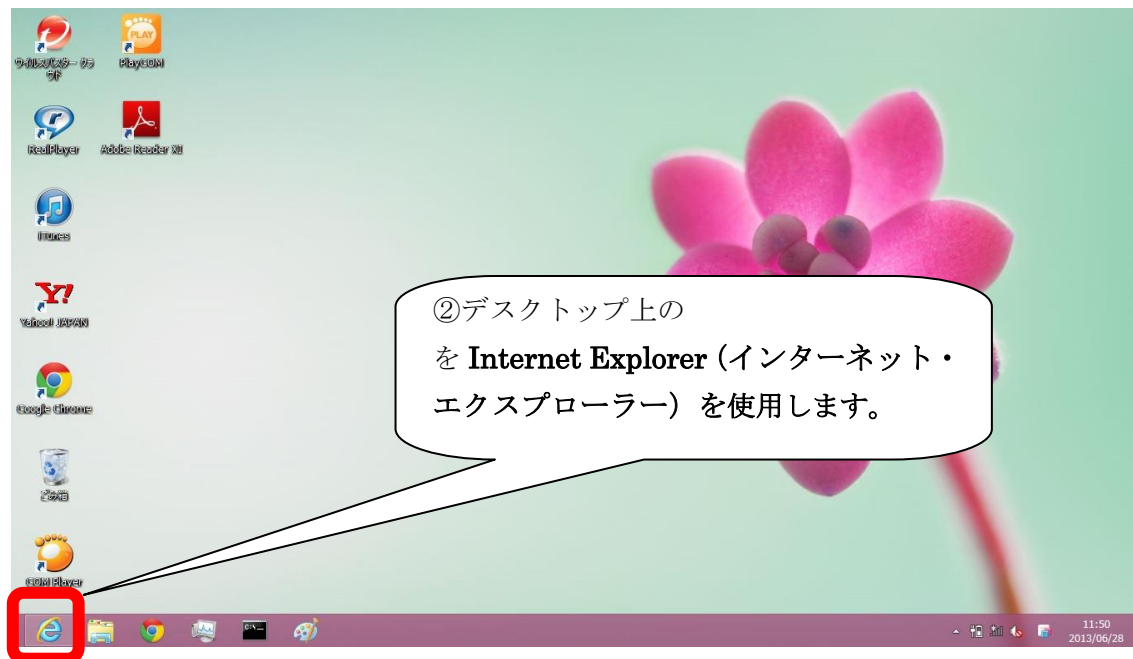 ウイルスバスター クラ
ウド
PLAY
PlayCOM
RealPlayer
Adobe Reader XI
iTunes
Y!
Yahoo! JAPAN
Google Chrome
ごみ箱
GOM Player
②デスクトップ上の
を Internet Explorer (インターネット・
エクスプローラー) を使用します。
11:50
2013/06/28